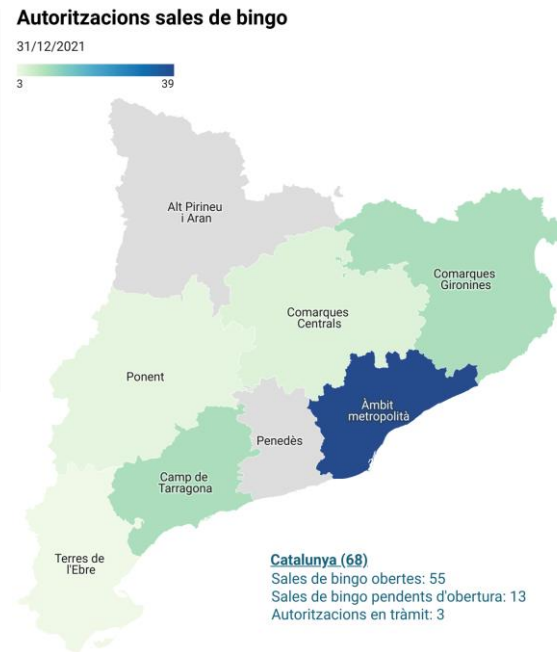 Autoritzacions sales de bingo
31/12/2021
3
39
Alt Pirineu
i Aran
Comarques
Gironines
Comarques
Centrals
Ponent
Àmbit
metropolità
Penedès
Camp de
Tarragona
Terres de
l'Ebre
Catalunya (68)
Sales de bingo obertes: 55
Sales de bingo pendents d'obertura: 13
Autoritzacions en tràmit: 3